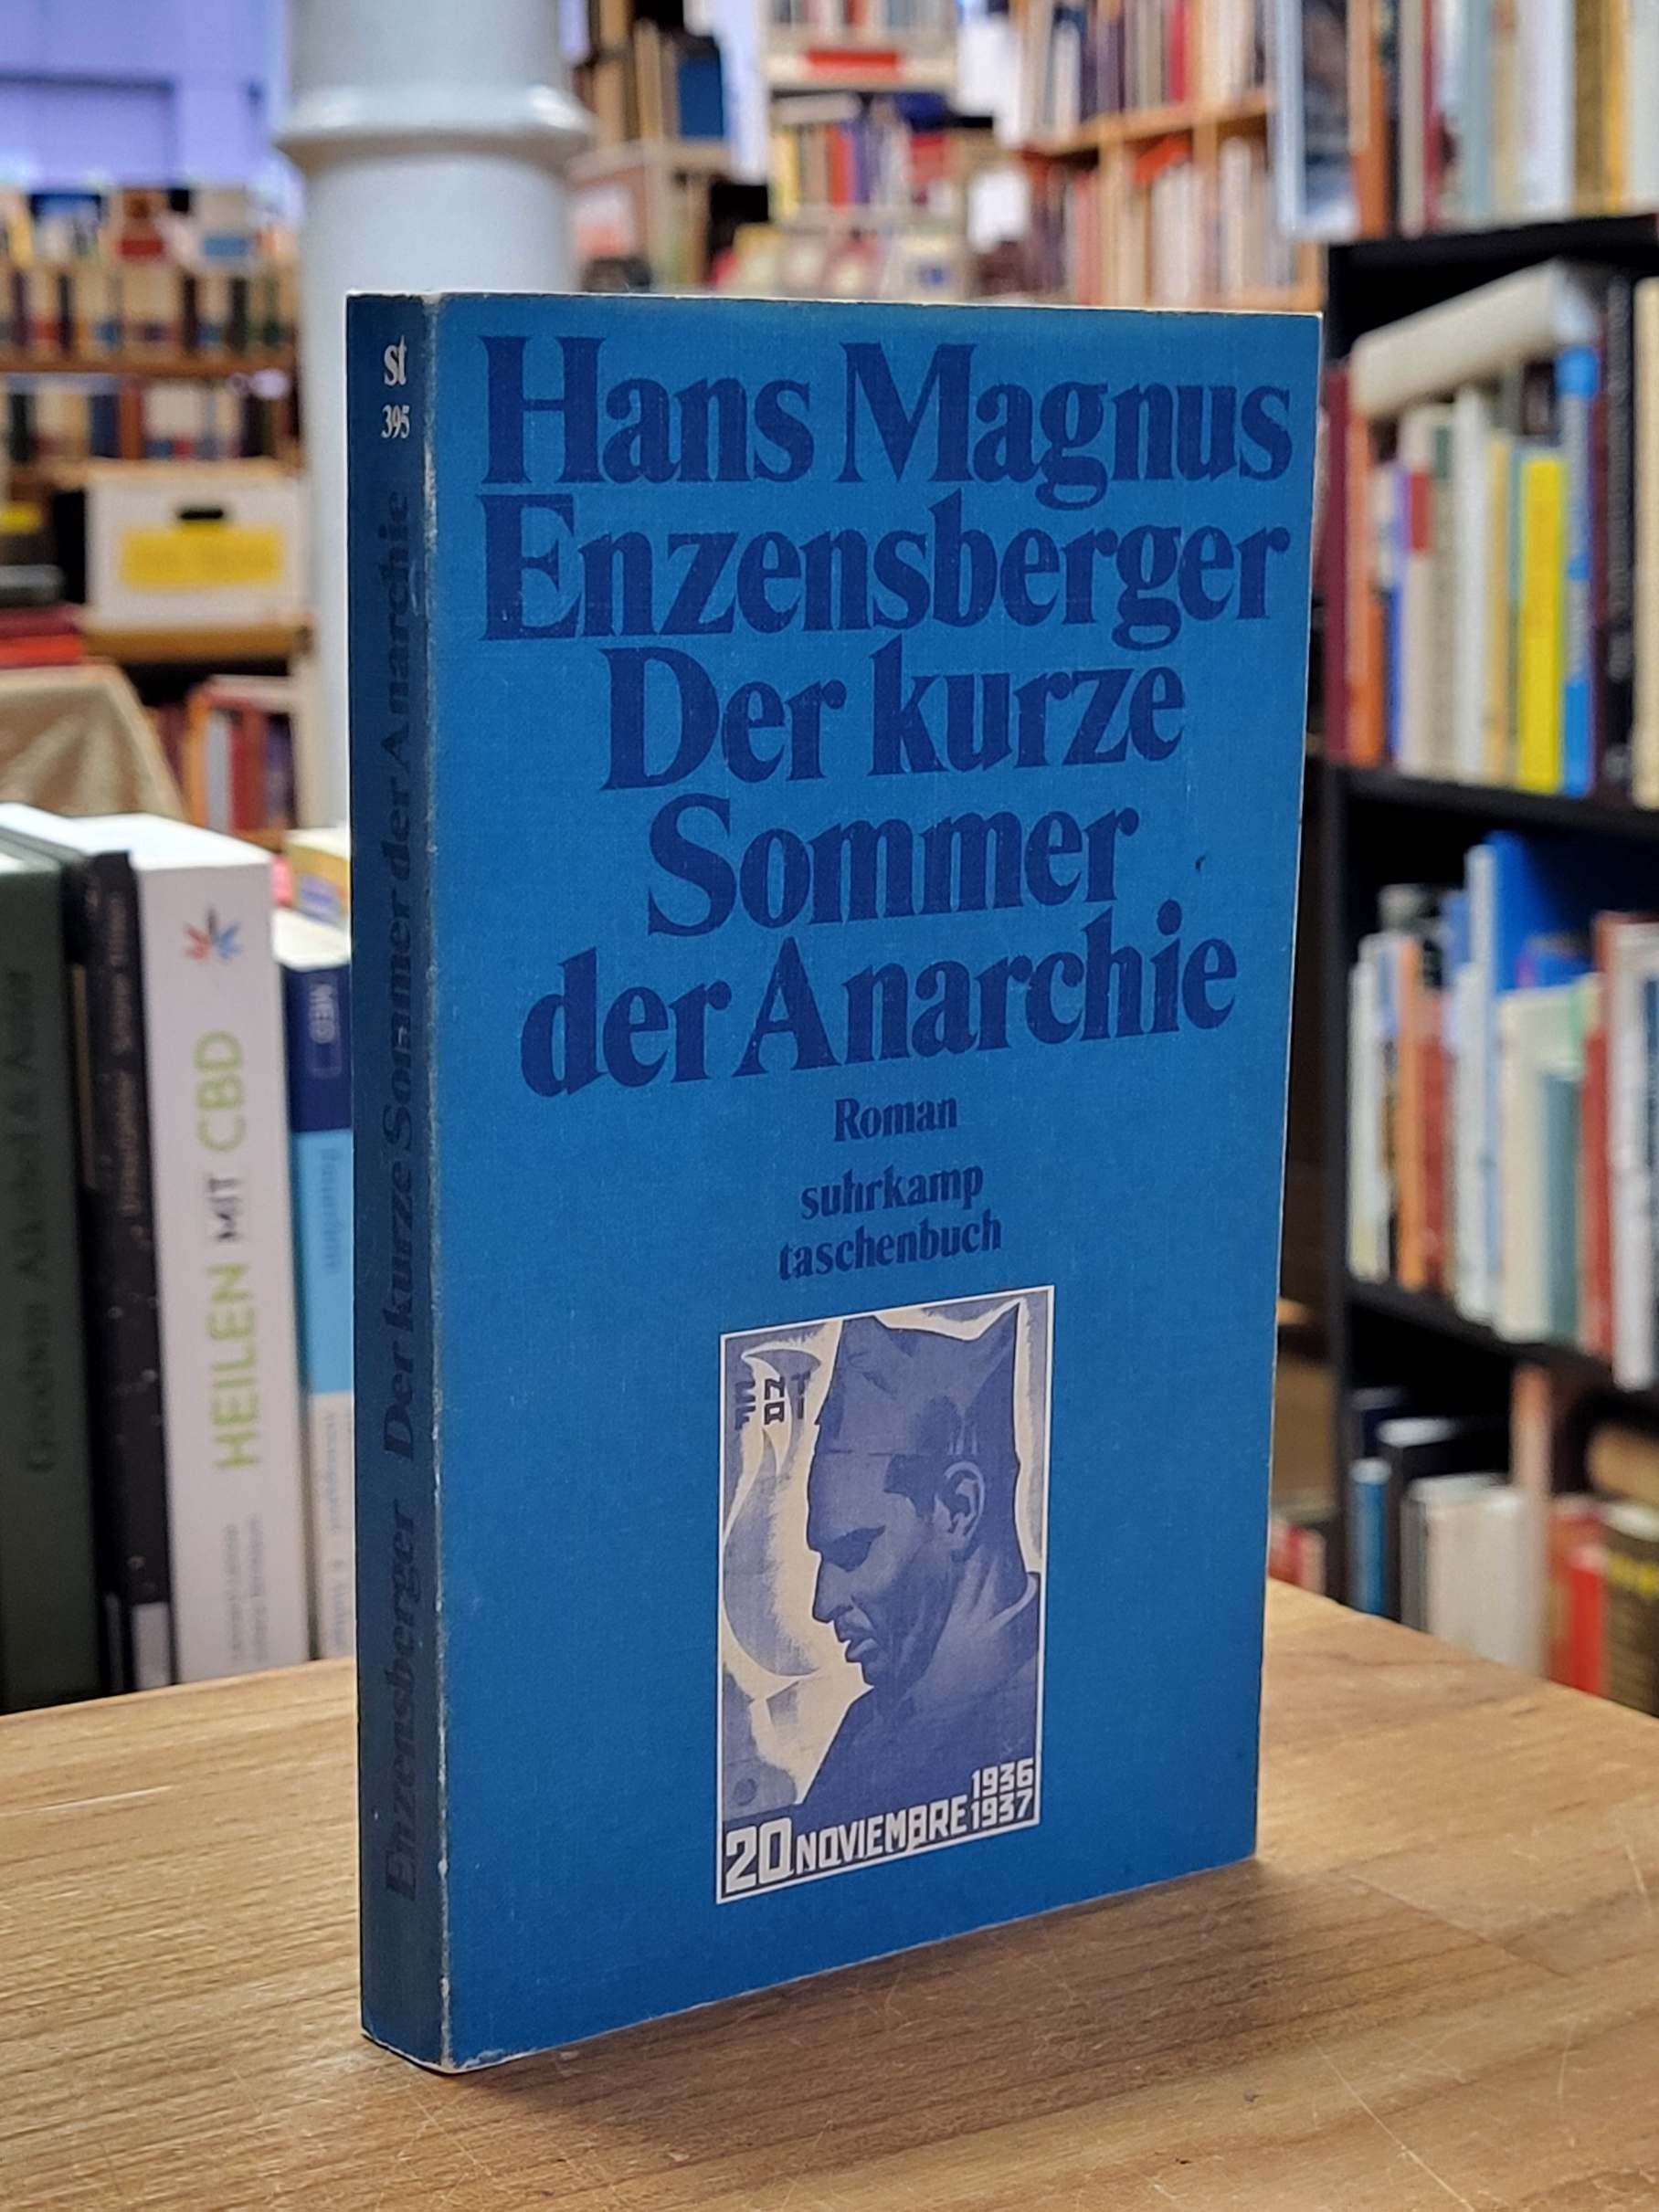 st
395
Enzensberger Der kurze Sommer der Anarchie
Hans Magnus
Enzensberger
Der kurze
Sommer
der Anarchie
Roman
suhrkamp
taschenbuch
CNT
FAI
20 NOVIEMBRE 1936
1937
HEILEN MIT CBD
MED